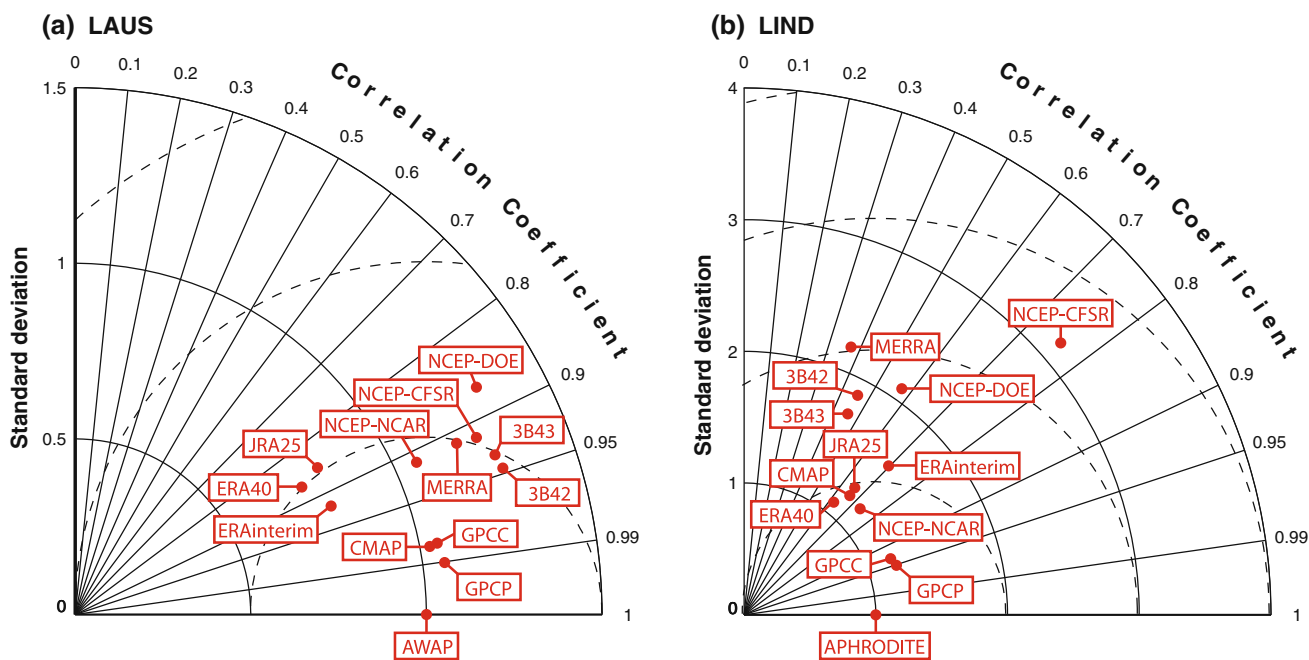 (a) LAUS
Correlation Coefficient
Standard deviation
0
0.1
0.2
0.3
0.4
0.5
0.6
0.7
0.8
0.9
0.95
0.99
1
1.5
1
0.5
0
NCEP-DOE
NCEP-CFSR
NCEP-NCAR
3B43
JRA25
MERRA
3B42
ERA40
ERAinterim
CMAP
GPCC
GPCP
AWAP
(b) LIND
Correlation Coefficient
Standard deviation
0
0.1
0.2
0.3
0.4
0.5
0.6
0.7
0.8
0.9
0.95
0.99
1
4
3
2
1
0
NCEP-CFSR
MERRA
3B42
NCEP-DOE
3B43
JRA25
ERAinterim
CMAP
ERA40
NCEP-NCAR
GPCC
GPCP
APHRODITE